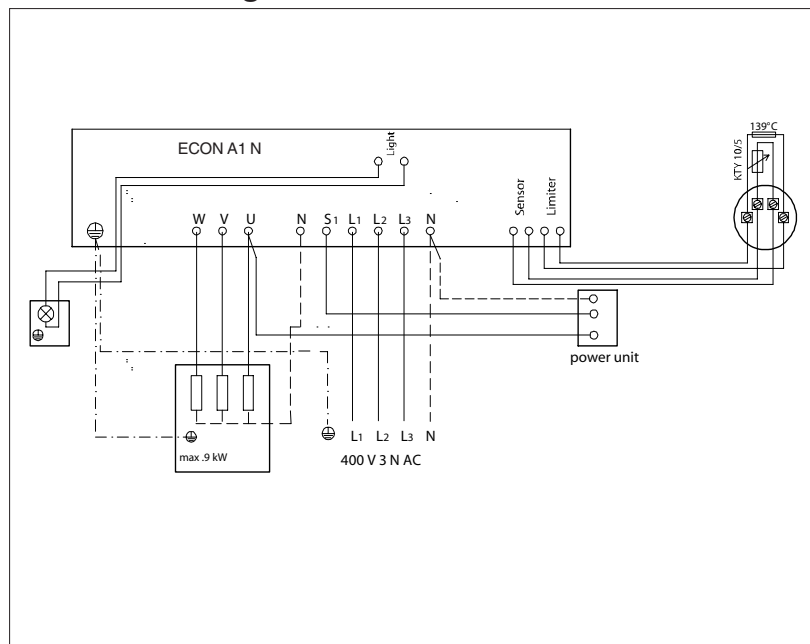 139°C
KTY 10/5
ECON A1 N
Light
Sensor
Limiter
W V U N S1 L1 L2 L3 N
power unit
max .9 kW
L1 L2 L3 N
400 V 3 N AC